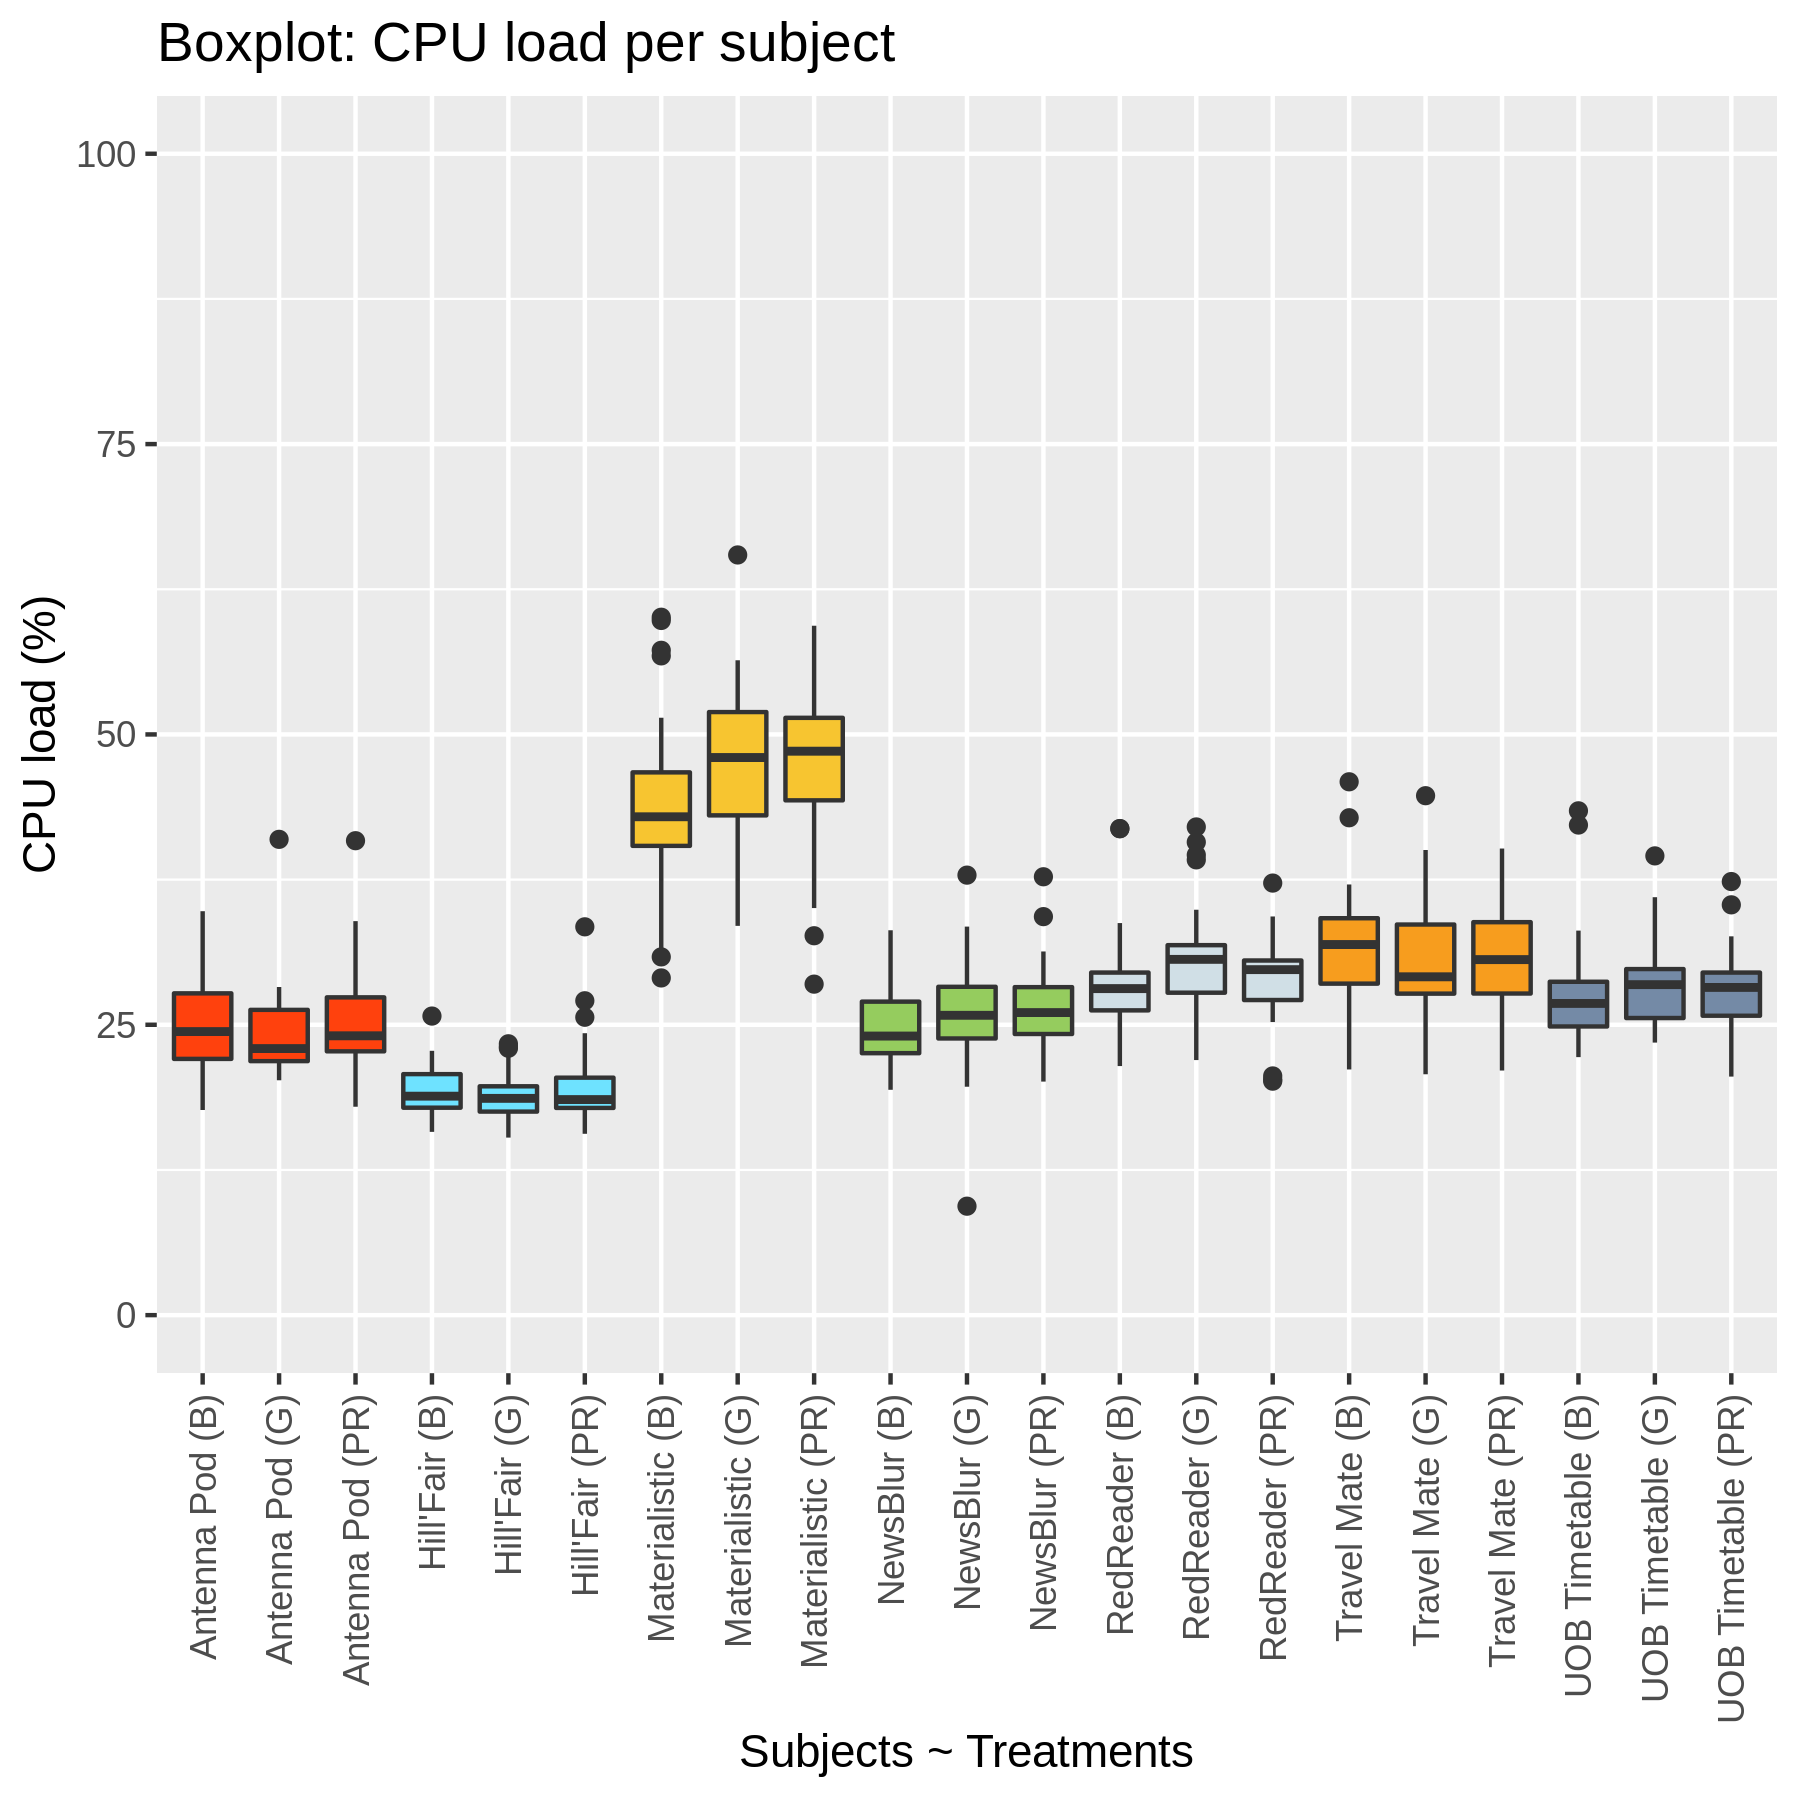 Boxplot: CPU load per subject
CPU load (%)
100
75
50
25
0
Antenna Pod (B)
Antenna Pod (G)
Antenna Pod (PR)
Hill'Fair (B)
Hill'Fair (G)
Hill'Fair (PR)
Materialistic (B)
Materialistic (G)
Materialistic (PR)
NewsBlur (B)
NewsBlur (G)
NewsBlur (PR)
RedReader (B)
RedReader (G)
RedReader (PR)
Travel Mate (B)
Travel Mate (G)
Travel Mate (PR)
UOB Timetable (B)
UOB Timetable (G)
UOB Timetable (PR)
Subjects ~ Treatments